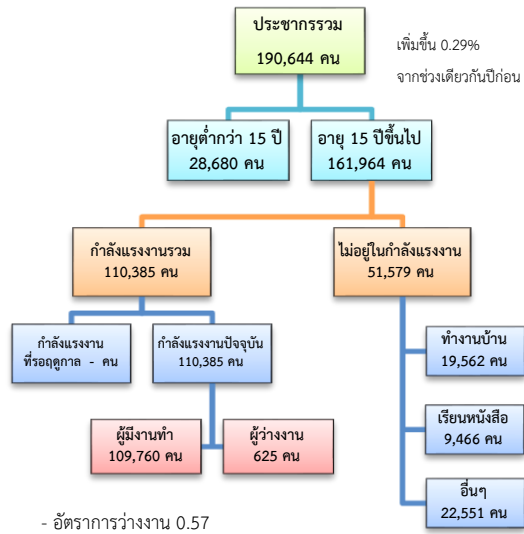 ประชากรรวม
190,644 คน
เพิ่มขึ้น 0.29%
จากช่วงเดียวกันปีก่อน
อายุต่ำกว่า 15 ปี
28,680 คน
อายุ 15 ปีขึ้นไป
161,964 คน
กำลังแรงงานรวม
110,385 คน
ไม่อยู่ในกำลังแรงงาน
51,579 คน
กำลังแรงงาน
ที่รอฤดูกาล - คน
กำลังแรงงานปัจจุบัน
110,385 คน
ทำงานบ้าน
19,562 คน
เรียนหนังสือ
9,466 คน
อื่นๆ
22,551 คน
ผู้มีงานทำ
109,760 คน
ผู้ว่างงาน
625 คน
- อัตราการว่างงาน 0.57